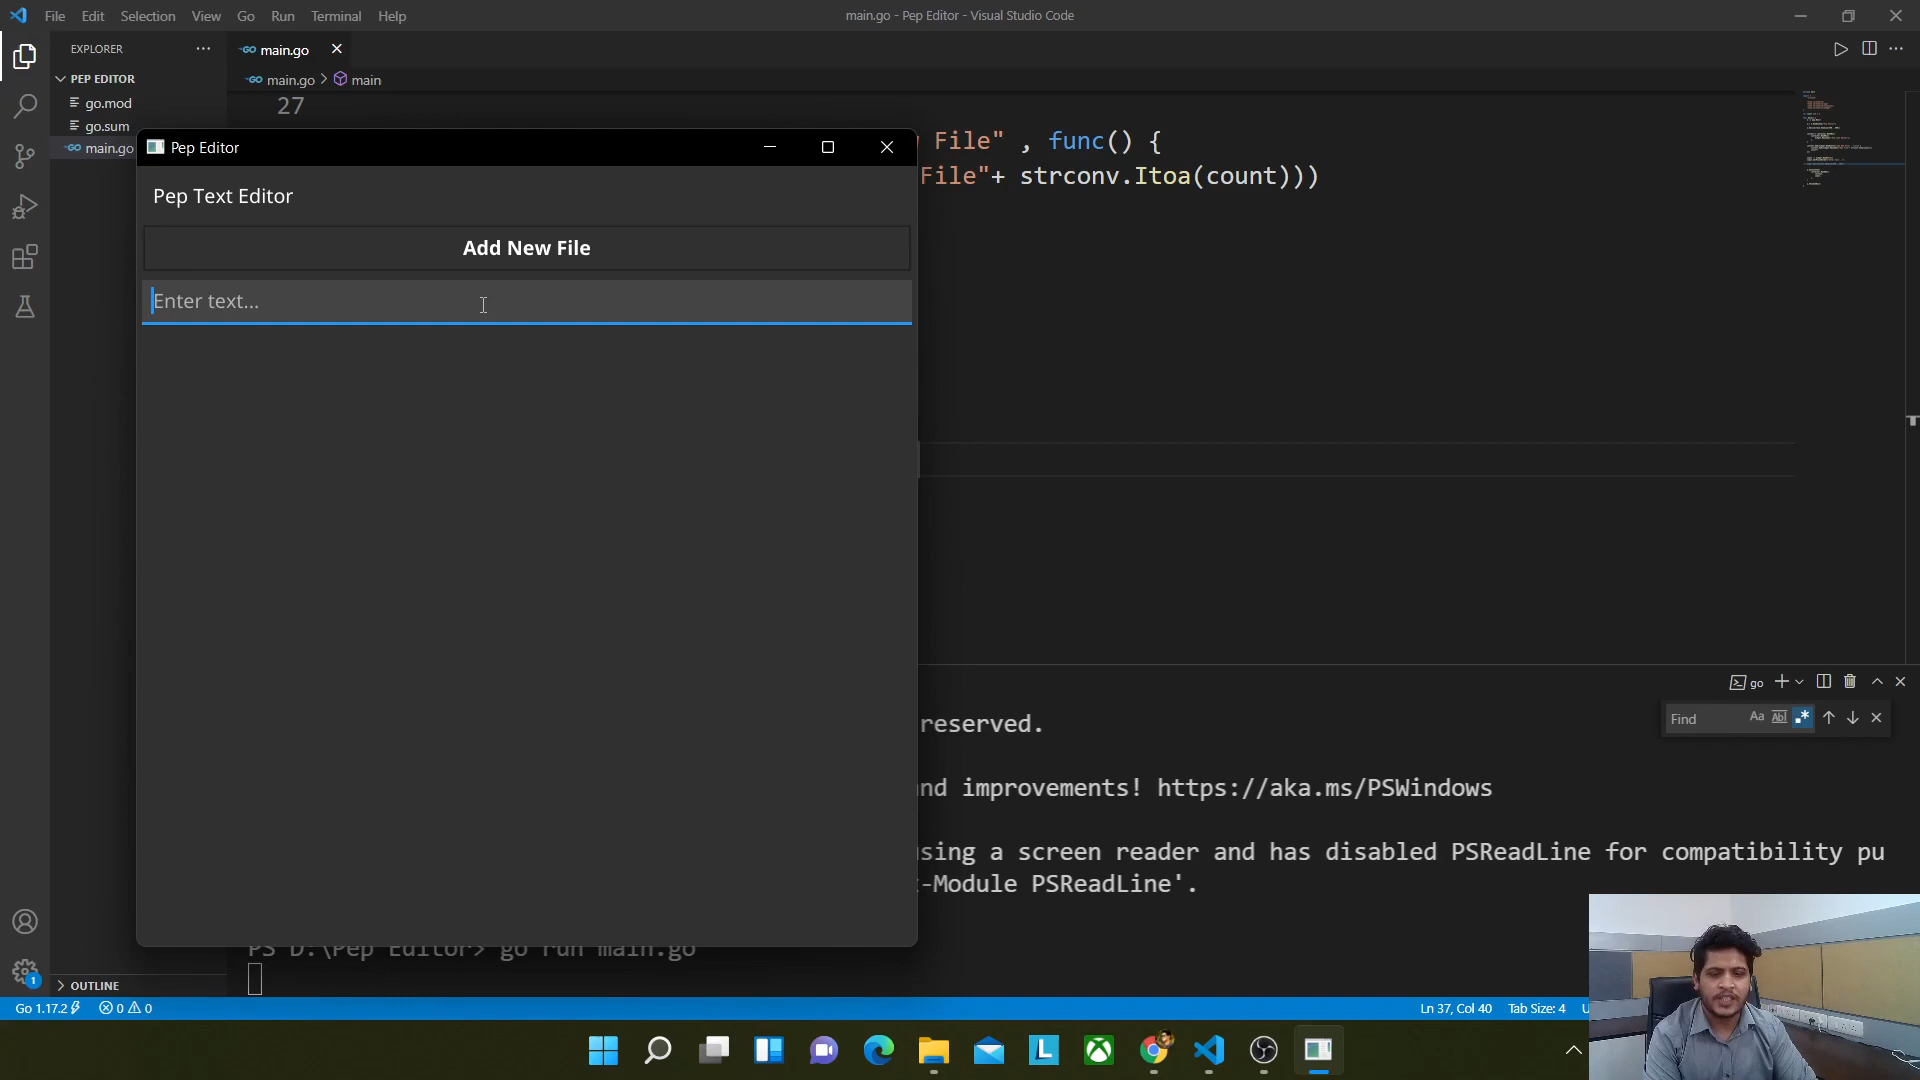 File Edit Selection View Go Run Terminal Help
main.go - Pep Editor - Visual Studio Code
EXPLORER
main.go
PEP EDITOR
main.go > main
go.mod
go.sum
main.go
27
File" , func() {
File"+ strconv.Itoa(count)))
Pep Editor
Pep Text Editor
Add New File
Enter text...
go
Find
Aa
reserved.
and improvements! https://aka.ms/PSWindows
using a screen reader and has disabled PSReadLine for compatibility pu
-Module PSReadLine'.
PS D:\Pep Editor> go run main.go
OUTLINE
1
Go 1.17.2
0 0
Ln 37, Col 40
Tab Size: 4